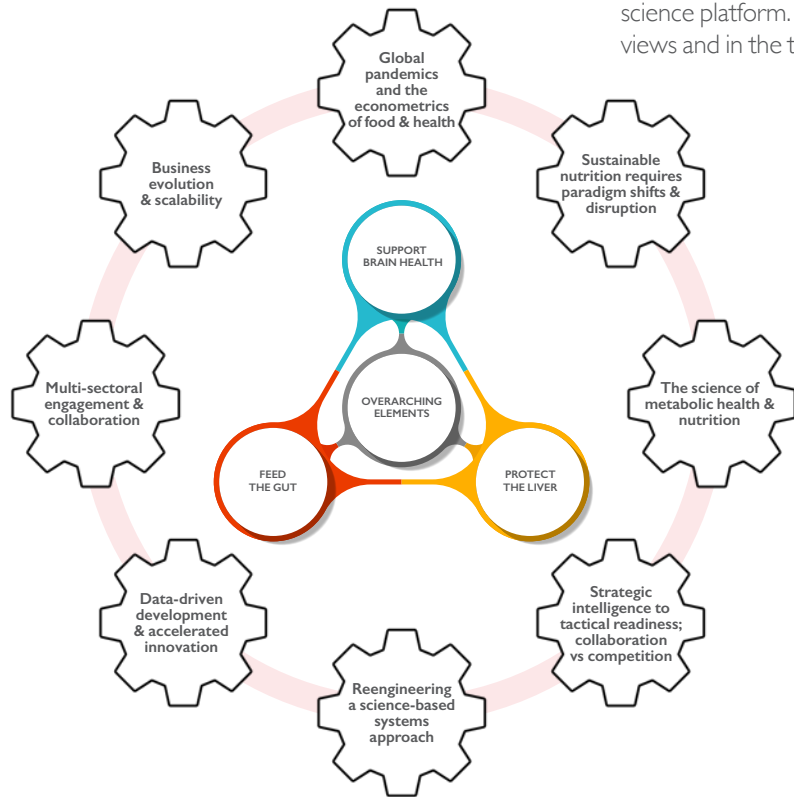 science platform.
views and in the t
Global
pandemics
and the
econometrics
of food & health
Sustainable
nutrition requires
paradigm shifts &
disruption
The science of
metabolic health &
nutrition
Strategic
intelligence to
tactical readiness;
collaboration
vs competition
Reengineering
a science-based
systems
approach
Data-driven
development
& accelerated
innovation
Multi-sectoral
engagement &
collaboration
Business
evolution
& scalability
SUPPORT
BRAIN HEALTH
OVERARCHING
ELEMENTS
FEED
THE GUT
PROTECT
THE LIVER